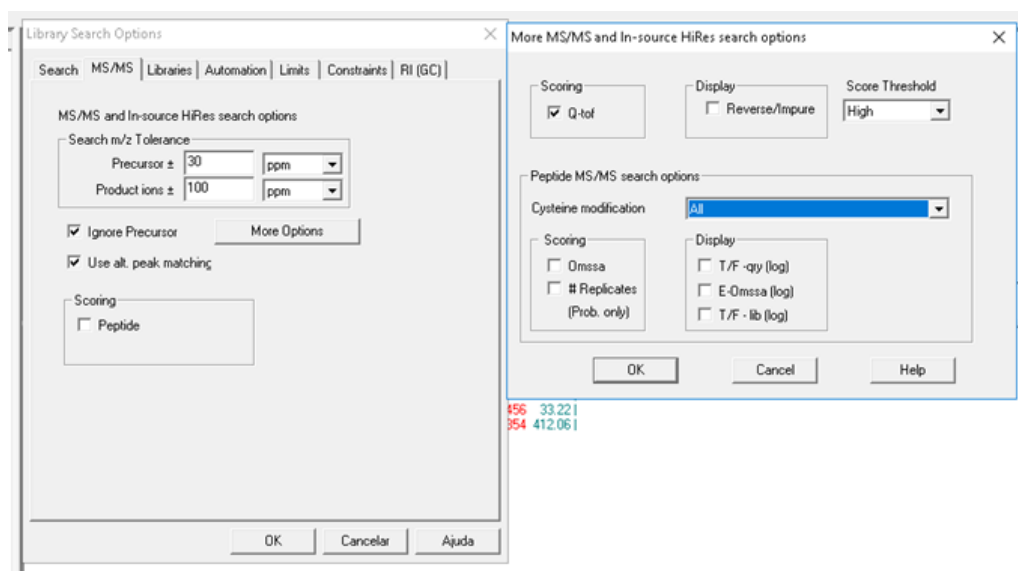 Library Search Options
Search MS/MS Libraries Automation Limits Constraints RI (GC)
MS/MS and In-source HiRes search options
Search m/z Tolerance
Precursor ± 30 ppm
Product ions ± 100 ppm
Ignore Precursor More Options
Use alt. peak matching
Scoring
Peptide
OK Cancelar Ajuda
More MS/MS and In-source HiRes search options
Scoring Display Score Threshold
Q-tof Reverse/Impure High
Peptide MS/MS search options
Cysteine modification All
Scoring Display
Omssa T/F -qry (log)
# Replicates E-Omssa (log)
(Prob. only) T/F - lib (log)
OK Cancel Help
456 33.22 |
354 412.06 |